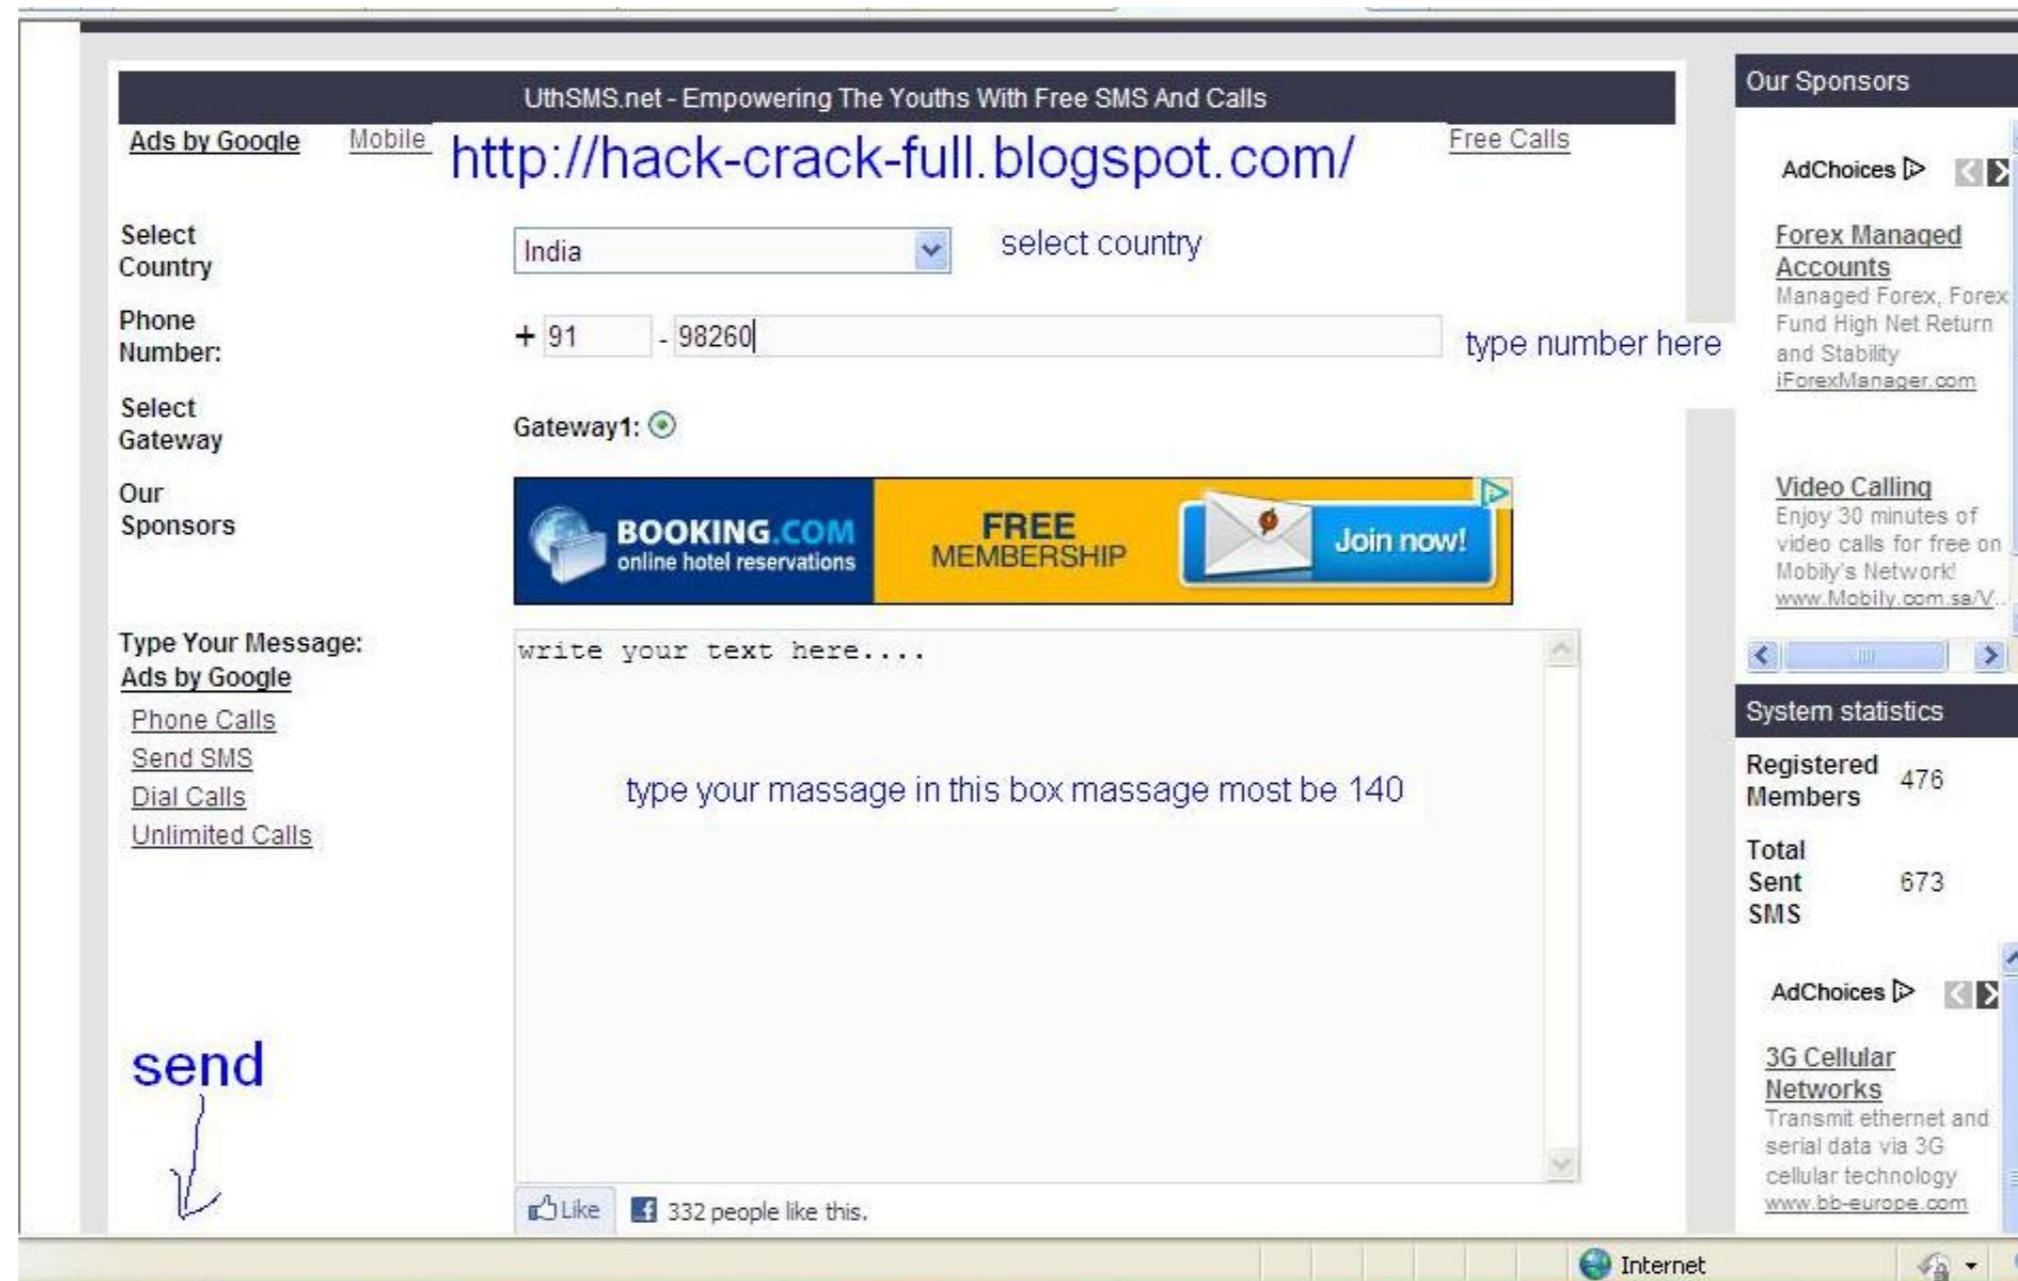 UthSMS.net - Empowering The Youths With Free SMS And Calls
Ads by Google Mobile Free Calls
http://hack-crack-full.blogspot.com/
Select
Country
India
select country
Phone
Number:
+ 91 - 98260
type number here
Select
Gateway
Gateway1:
Our
Sponsors
BOOKING.COM
online hotel reservations
FREE
MEMBERSHIP
Join now!
Type Your Message:
Ads by Google
Phone Calls
Send SMS
Dial Calls
Unlimited Calls
write your text here....
type your massage in this box massage most be 140
send
Like
332 people like this.
Our Sponsors
AdChoices
Forex Managed
Accounts
Managed Forex, Forex
Fund High Net Return
and Stability
iForexManager.com
Video Calling
Enjoy 30 minutes of
video calls for free on
Mobily's Network!
www.Mobily.com.sa/V...
System statistics
Registered
Members 476
Total
Sent 673
SMS
AdChoices
3G Cellular
Networks
Transmit ethernet and
serial data via 3G
cellular technology
www.bb-europe.com
Internet